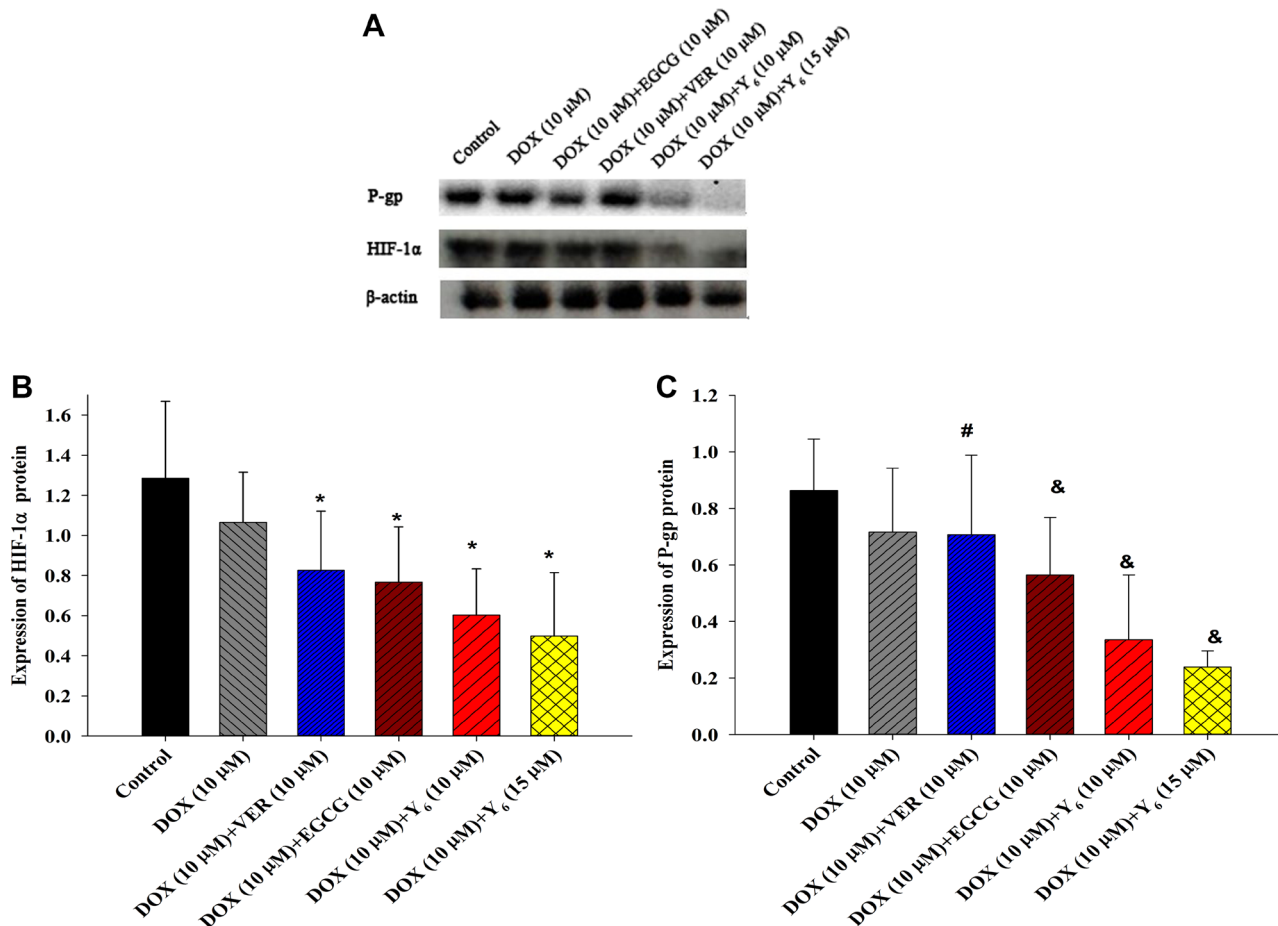 A
Control
DOX (10 µM)
DOX (10 µM)+EGCG (10 µM)
DOX (10 µM)+VER (10 µM)
DOX (10 µM)+Y6 (10 µM)
DOX (10 µM)+Y6 (15 µM)
P-gp
HIF-1α
β-actin
B
Expression of HIF-1α protein
1.6
1.4
1.2
1.0
0.8
0.6
0.4
0.2
0.0
*
*
*
*
Control
DOX (10 µM)
DOX (10 µM)+VER (10 µM)
DOX (10 µM)+EGCG (10 µM)
DOX (10 µM)+Y6 (10 µM)
DOX (10 µM)+Y6 (15 µM)
C
Expression of P-gp protein
1.2
1.0
0.8
0.6
0.4
0.2
0.0
#
&
&
&
Control
DOX (10 µM)
DOX (10 µM)+VER (10 µM)
DOX (10 µM)+EGCG (10 µM)
DOX (10 µM)+Y6 (10 µM)
DOX (10 µM)+Y6 (15 µM)